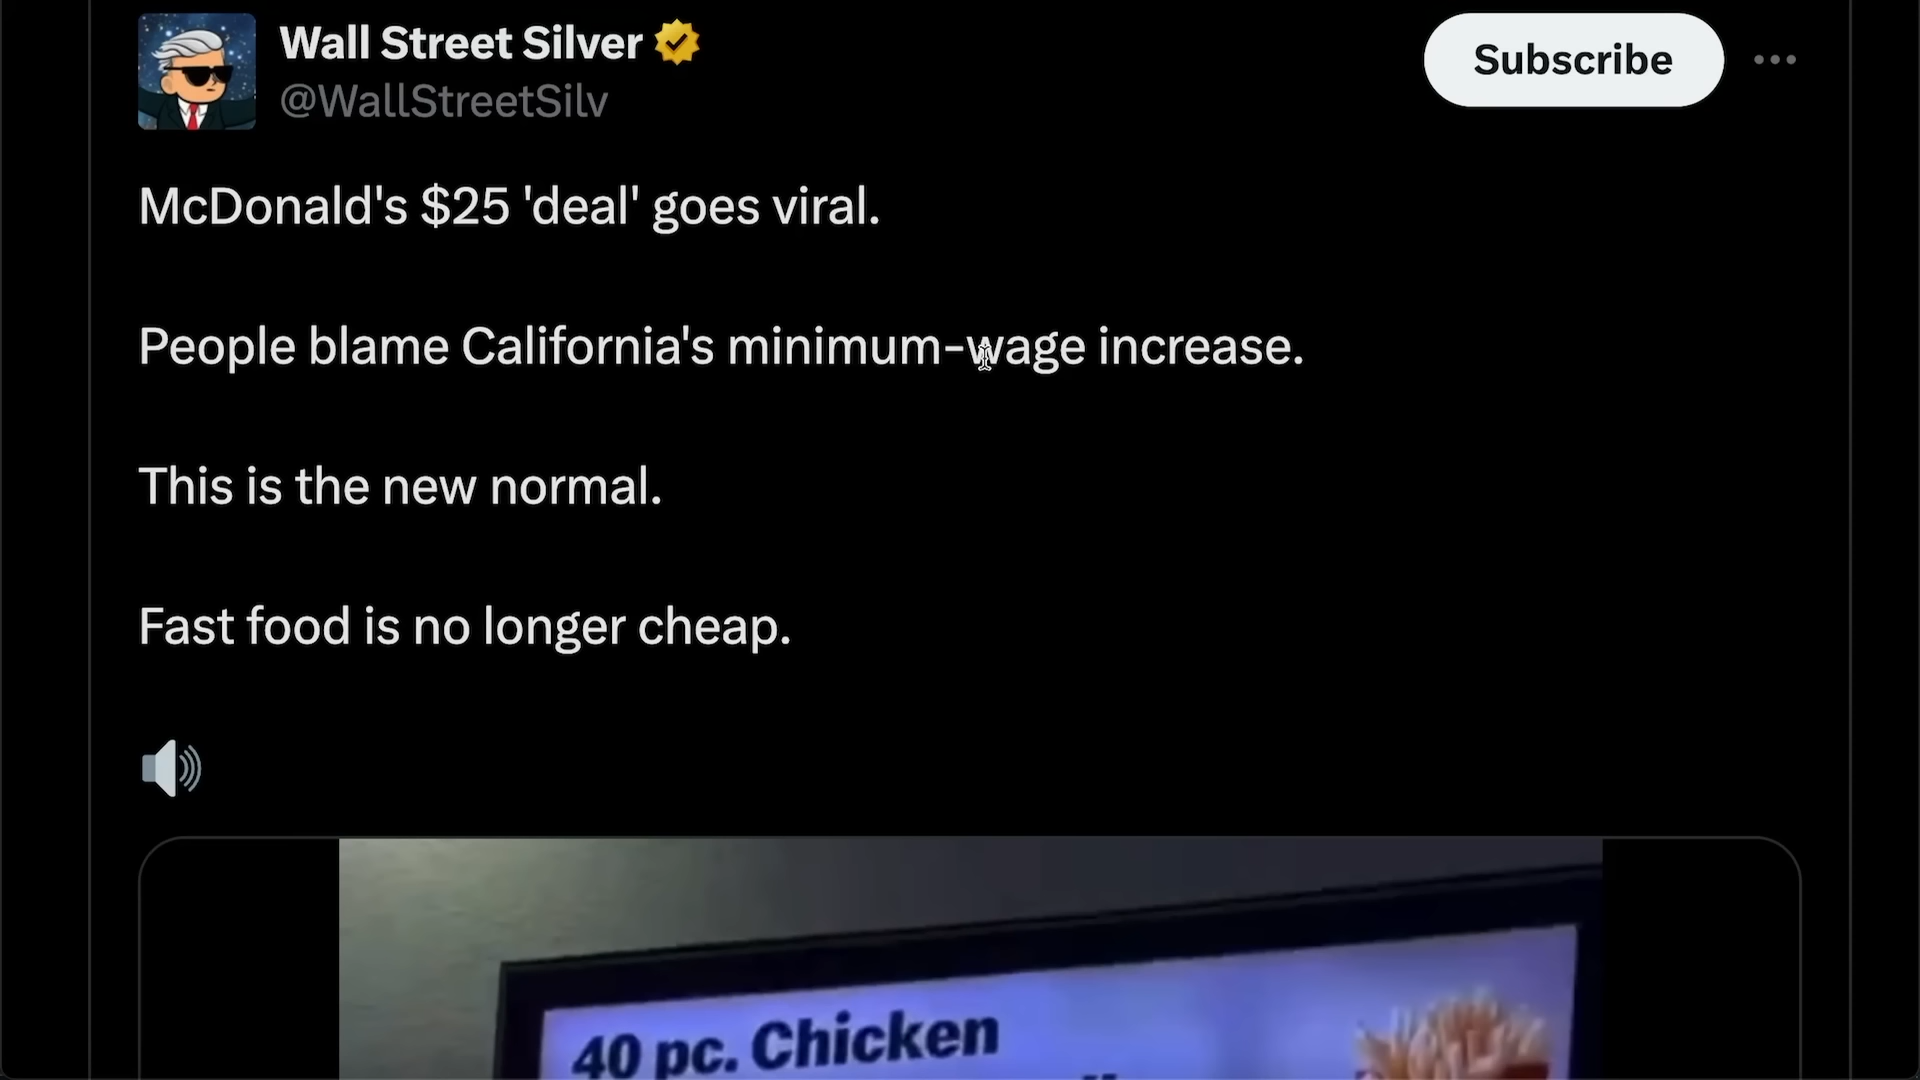 Wall Street Silver
Subscribe
@WallStreetSilv
McDonald's $25 'deal' goes viral.
People blame California's minimum-wage increase.
This is the new normal.
Fast food is no longer cheap.
40 pc. Chicken